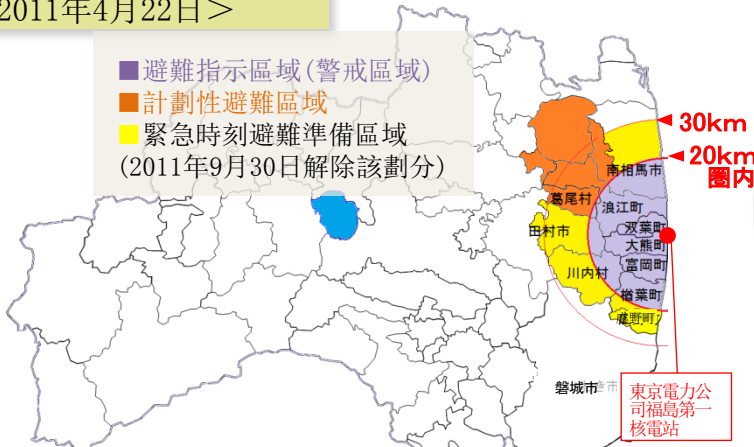 2011年4月22日＞
■避難指示區域(警戒區域)
■計劃性避難區域
■緊急時刻避難準備區域
(2011年9月30日解除該劃分)
30km
20km
圈内
南相馬市
葛尾村
浪江町
双葉町
大熊町
田村市
富岡町
川内村
楢葉町
廣野町
磐城市
東京電力公
司福島第一
核電站